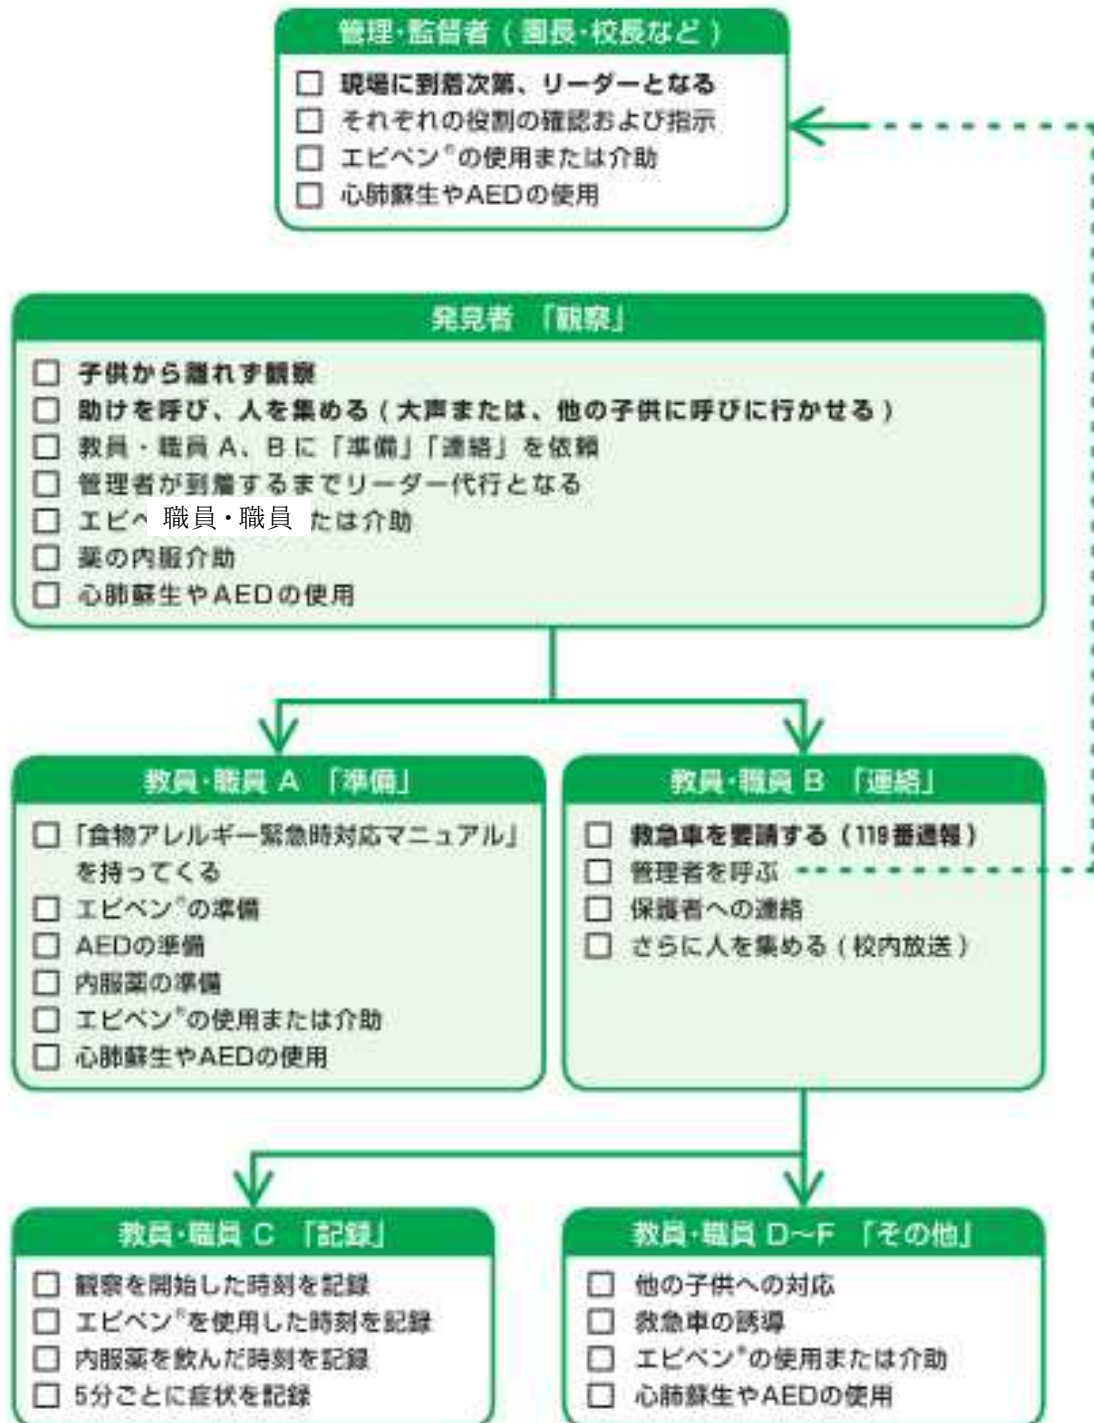 管理・監督者(園長・校長など)
□ 現場に到着次第、リーダーとなる
□ それぞれの役割の確認および指示
□ エピペン®の使用または介助
□ 心肺蘇生やAEDの使用
発見者 「観察」
□ 子供から離れず観察
□ 助けを呼び、人を集める(大声または、他の子供に呼びに行かせる)
□ 教員・職員 A、B に「準備」「連絡」を依頼
□ 管理者が到着するまでリーダー代行となる
□ エピペ 職員・職員 たは介助
□ 薬の内服介助
□ 心肺蘇生やAEDの使用
教員・職員 A 「準備」
□ 「食物アレルギー緊急時対応マニュアル」
を持ってくる
□ エピペン®の準備
□ AEDの準備
□ 内服薬の準備
□ エピペン®の使用または介助
□ 心肺蘇生やAEDの使用
教員・職員 B 「連絡」
□ 救急車を要請する(119番通報)
□ 管理者を呼ぶ
□ 保護者への連絡
□ さらに人を集める(校内放送)
教員・職員 C 「記録」
□ 観察を開始した時刻を記録
□ エピペン®を使用した時刻を記録
□ 内服薬を飲んだ時刻を記録
□ 5分ごとに症状を記録
教員・職員 D〜F 「その他」
□ 他の子供への対応
□ 救急車の誘導
□ エピペン®の使用または介助
□ 心肺蘇生やAEDの使用